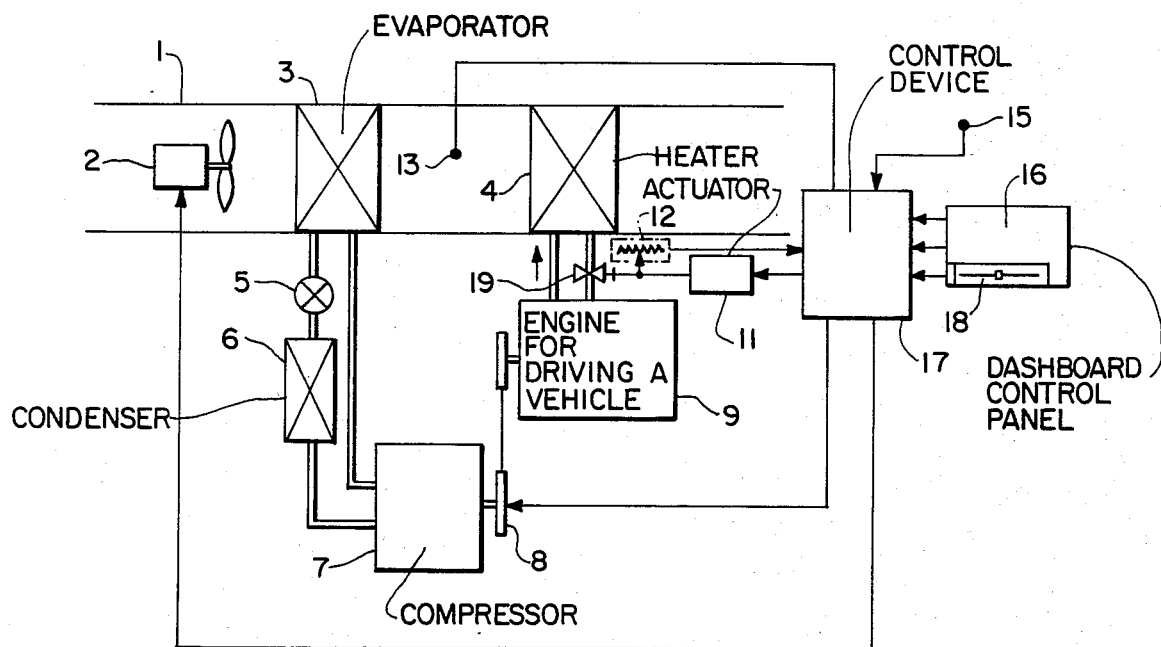 EVAPORATOR
1
3
CONTROL
DEVICE
15
2
13
4
HEATER
ACTUATOR
12
16
5
19
11
18
17
6
ENGINE
FOR
DRIVING A
VEHICLE
9
DASHBOARD
CONTROL
PANEL
CONDENSER
7
8
COMPRESSOR